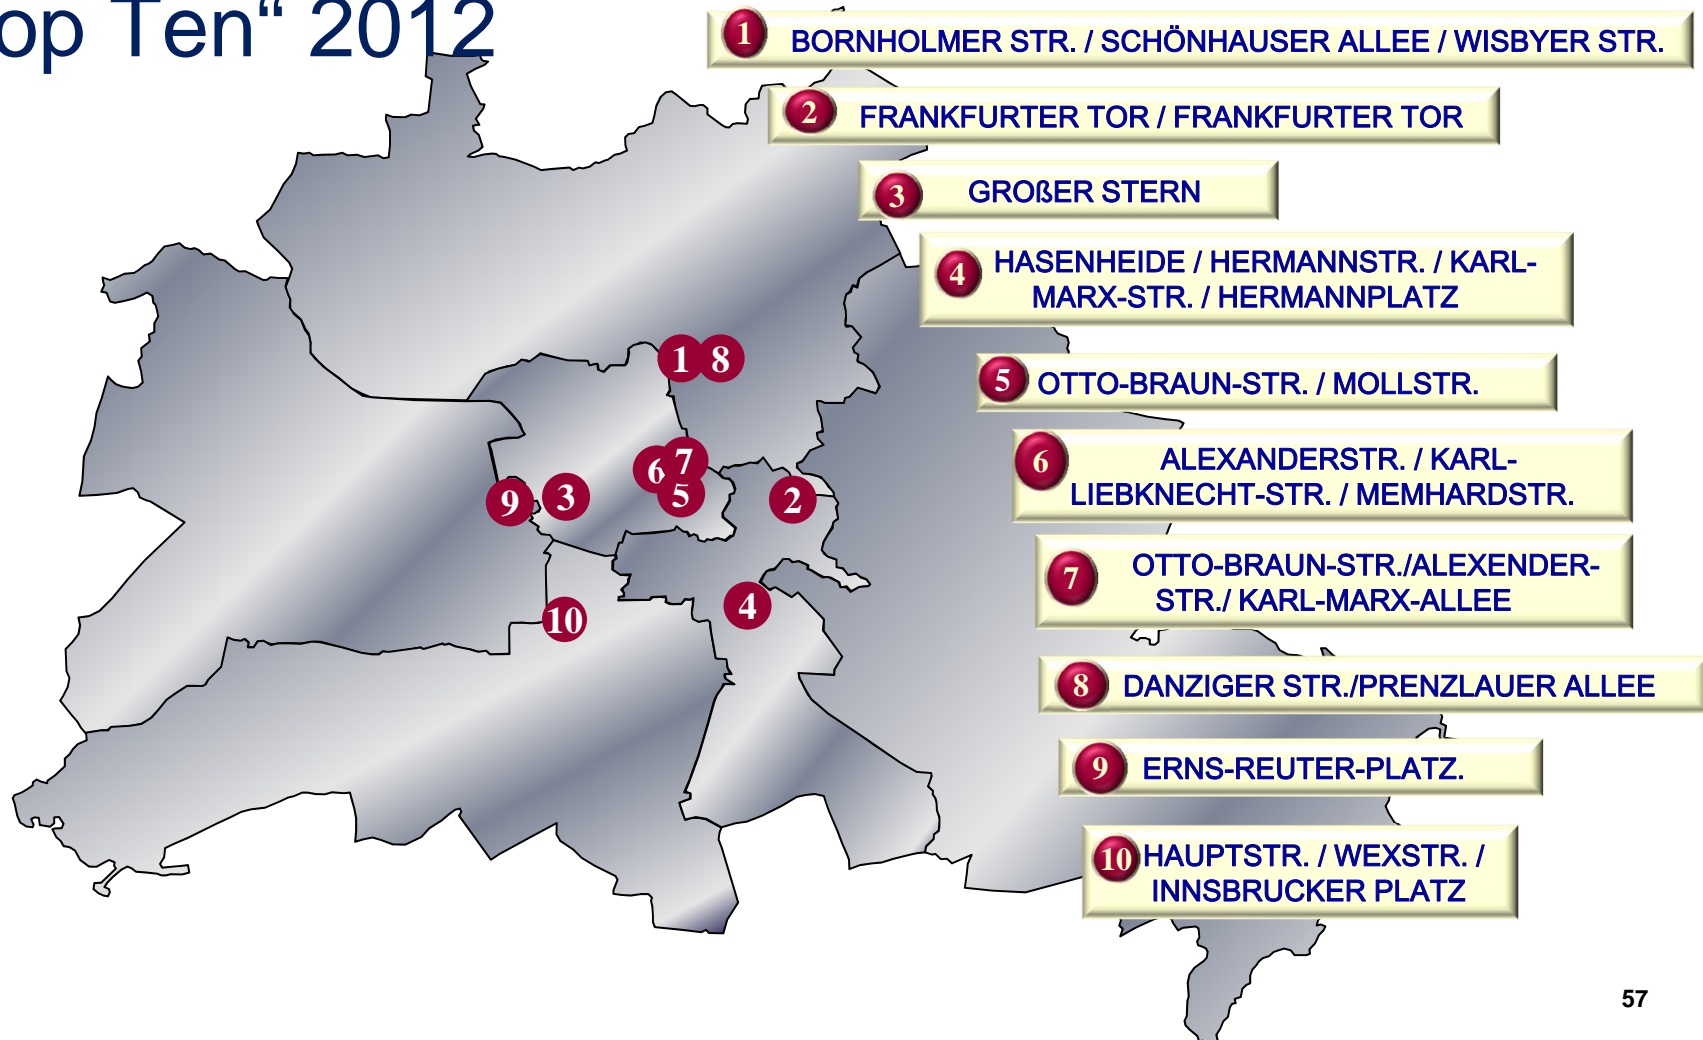 op Ten“ 2012
1 BORNHOLMER STR. / SCHÖNHAUSER ALLEE / WISBYER STR.
2 FRANKFURTER TOR / FRANKFURTER TOR
3 GROßER STERN
4 HASENHEIDE / HERMANNSTR. / KARL-
MARX-STR. / HERMANNPLATZ
5 OTTO-BRAUN-STR. / MOLLSTR.
6 ALEXANDERSTR. / KARL-
LIEBKNECHT-STR. / MEMHARDSTR.
7 OTTO-BRAUN-STR./ALEXENDER-
STR./ KARL-MARX-ALLEE
8 DANZIGER STR./PRENZLAUER ALLEE
9 ERNS-REUTER-PLATZ.
10 HAUPTSTR. / WEXSTR. /
INNSBRUCKER PLATZ
1 8
6 7
9 3 5 2
4
10
57